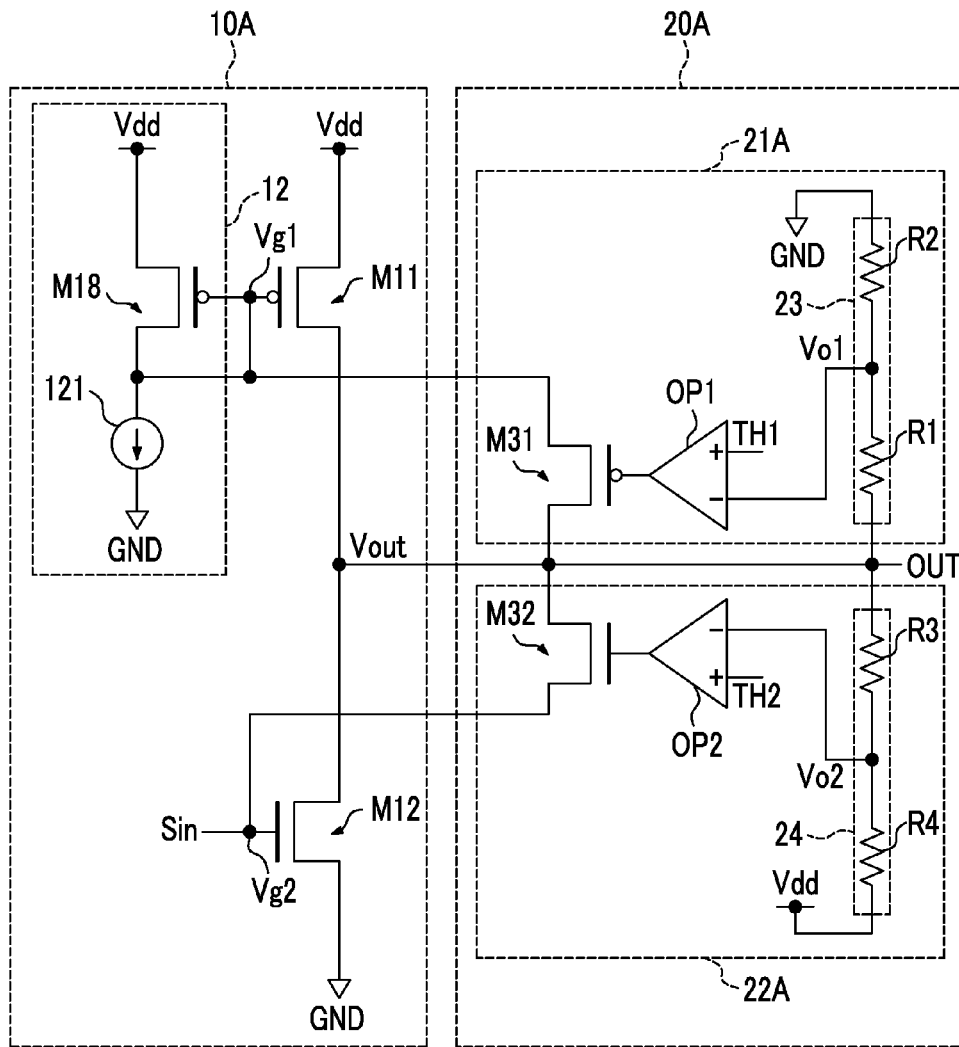 10A
20A
Vdd
Vdd
12
Vg1
M18
M11
121
GND
21A
GND
R2
23
Vo1
OP1
+ TH1
−
R1
M31
Vout
OUT
M32
−
+ TH2
OP2
R3
Vo2
Sin
Vg2
M12
24
R4
Vdd
GND
22A